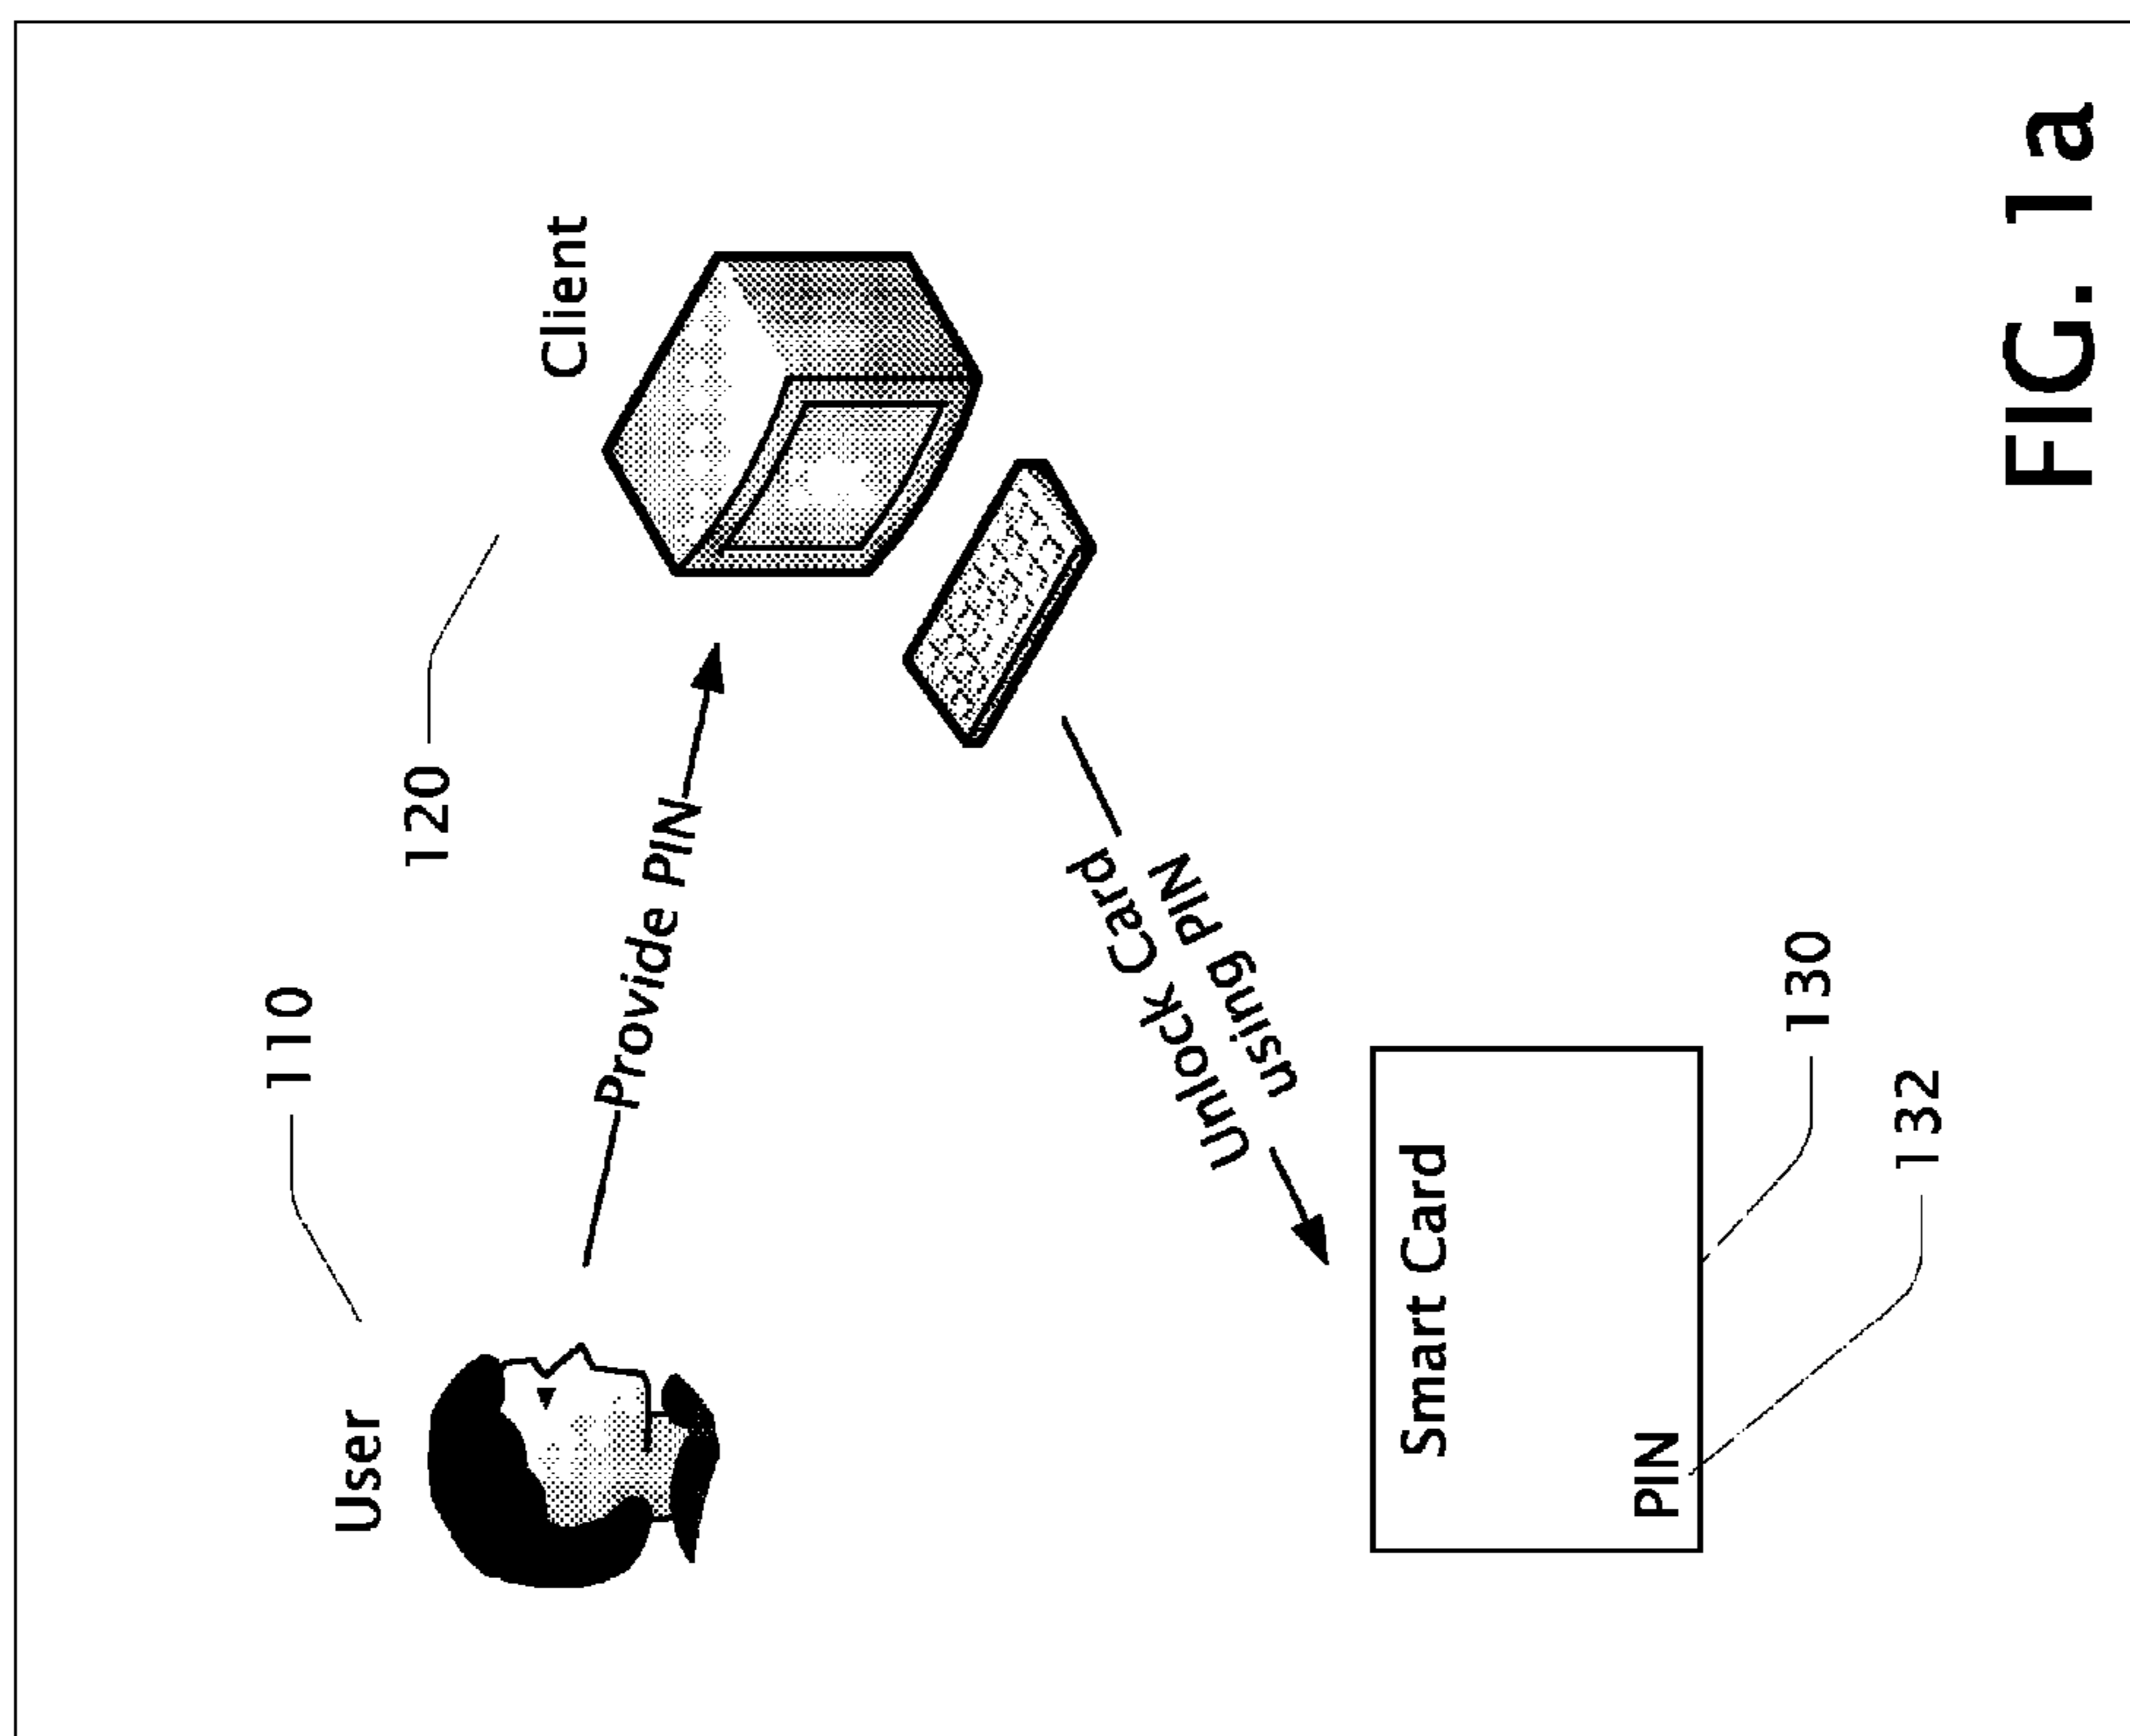 User
110
120
Client
Provide PIN
Unlock Card
using PIN
Smart Card
PIN
130
132
FIG. 1a